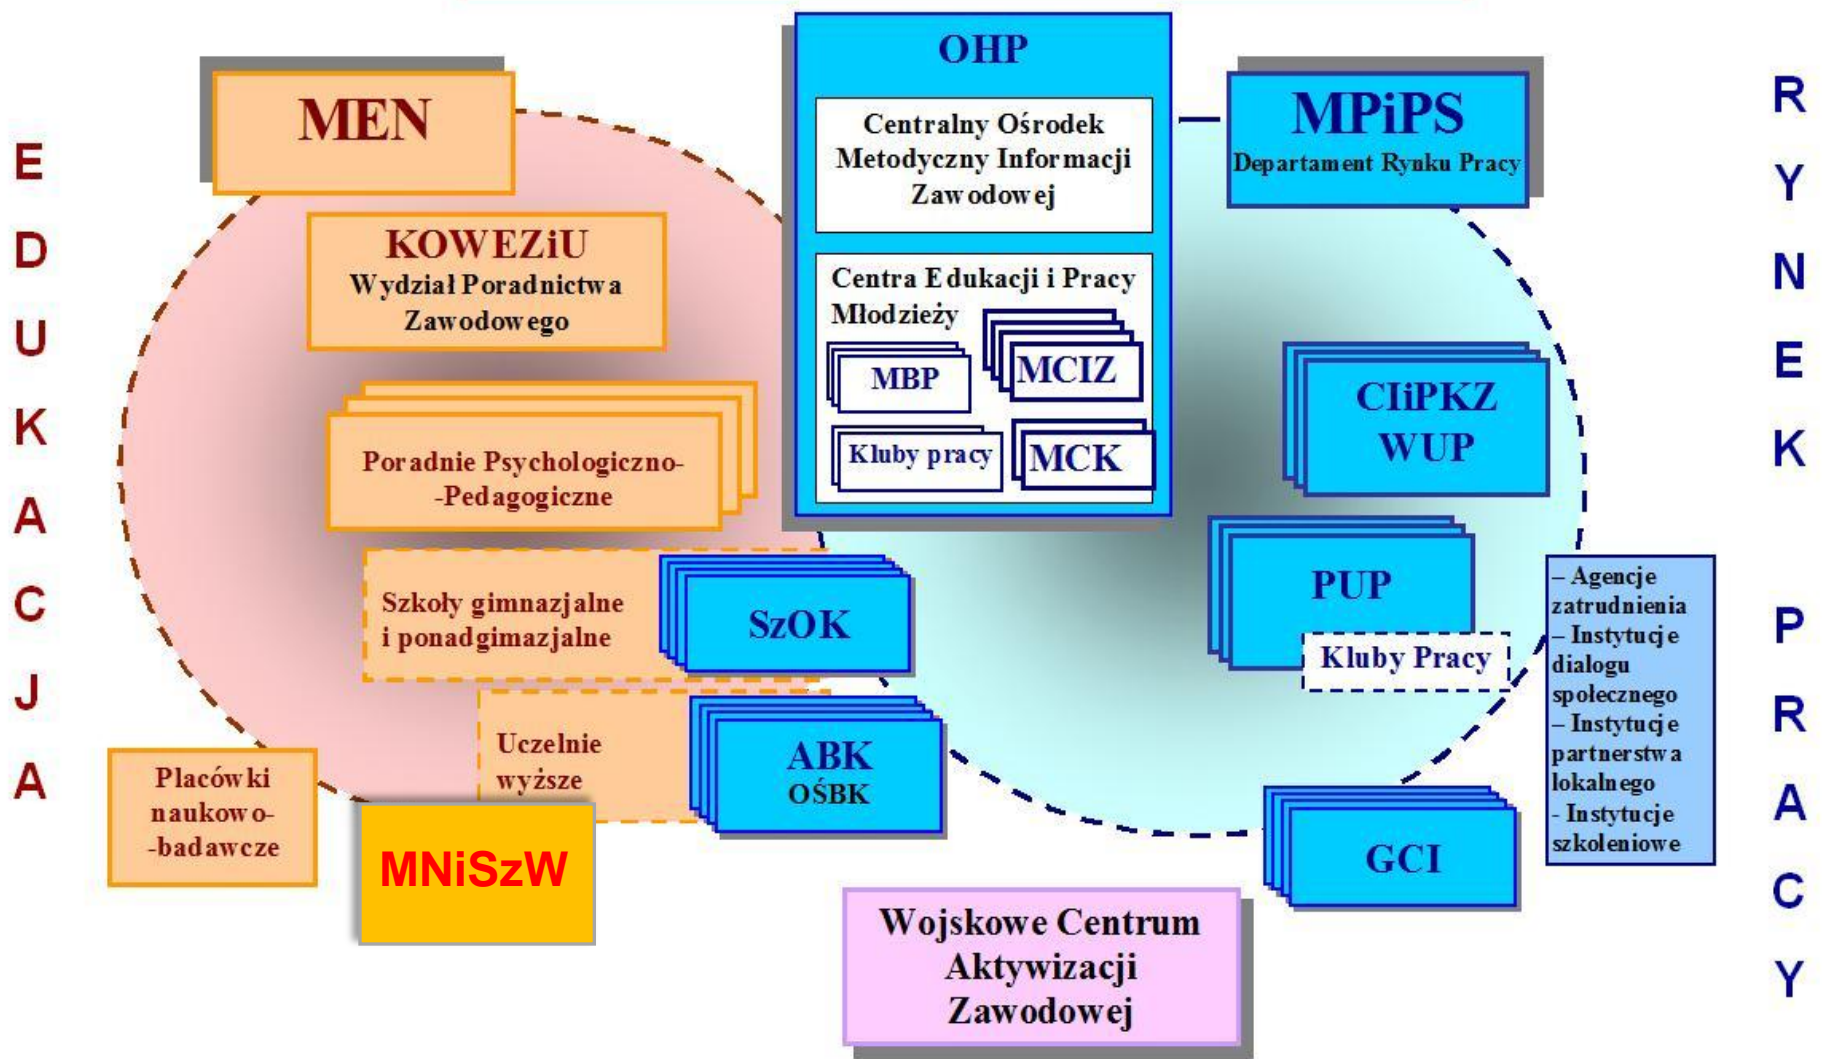 EDUKACJA
MEN
KOWEZiU
Wydział Poradnictwa
Zawodowego
Poradnie Psychologiczno-
-Pedagogiczne
Szkoły gimnazjalne
i ponadgimazjalne
SzOK
Uczelnie
wyższe
ABK
OŚBK
Placówki
naukowo-
-badawcze
MNiSzW
OHP
Centralny Ośrodek
Metodyczny Informacji
Zawodowej
Centra Edukacji i Pracy
Młodzieży
MBP
MCIZ
Kluby pracy
MCK
MPiPS
Departament Rynku Pracy
CIiPKZ
WUP
PUP
Kluby Pracy
– Agencje
zatrudnienia
– Instytucje
dialogu
społecznego
– Instytucje
partnerstwa
lokalnego
- Instytucje
szkoleniowe
GCI
Wojskowe Centrum
Aktywizacji
Zawodowej
RYNEK PRACY